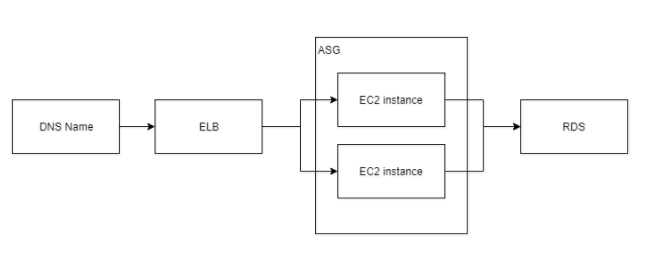 ASG
EC2 instance
DNS Name
ELB
RDS
EC2 instance